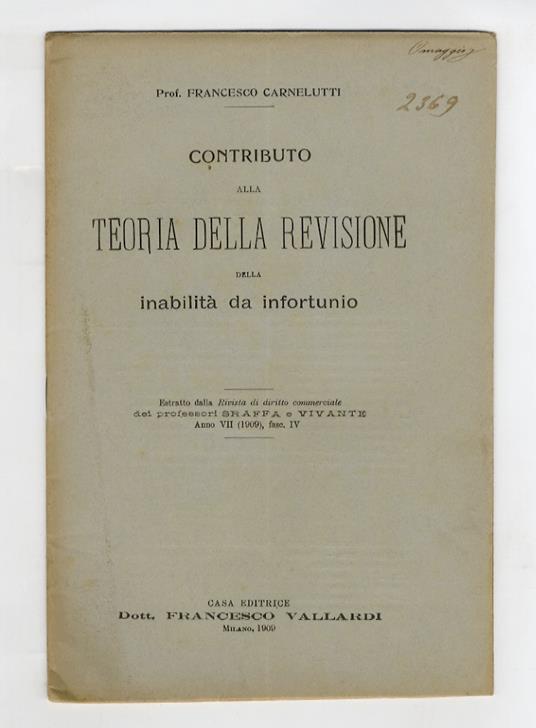 Omaggio
2369
Prof. FRANCESCO CARNELUTTI
CONTRIBUTO
ALLA
TEORIA DELLA REVISIONE
DELLA
inabilità da infortunio
Estratto dalla Rivista di diritto commerciale
dei professori SRAFFA e VIVANTE
Anno VII (1909), fasc. IV
CASA EDITRICE
Dott. FRANCESCO VALLARDI
MILANO, 1909